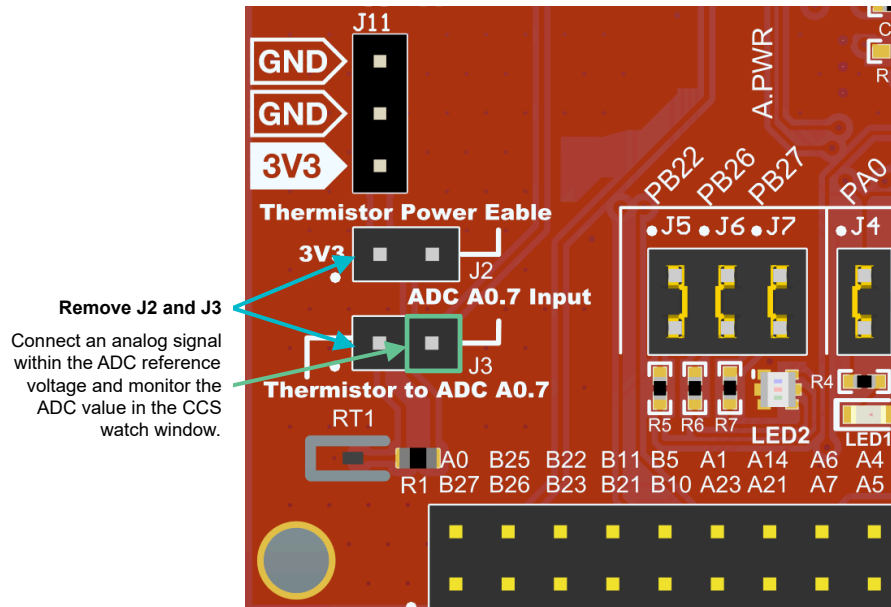 J11
GND
GND
3V3
A.PWR
C
R
PB22
PB26
PB27
PA0
Thermistor Power Eable
J5 J6 J7
J4
3V3
J2
ADC A0.7 Input
Remove J2 and J3
Connect an analog signal
within the ADC reference
voltage and monitor the
ADC value in the CCS
watch window.
J3
Thermistor to ADC A0.7
RT1
R4
R5 R6 R7
LED2
LED1
A0 B25 B22 B11 B5 A1 A14 A6 A4
R1 B27 B26 B23 B21 B10 A23 A21 A7 A5